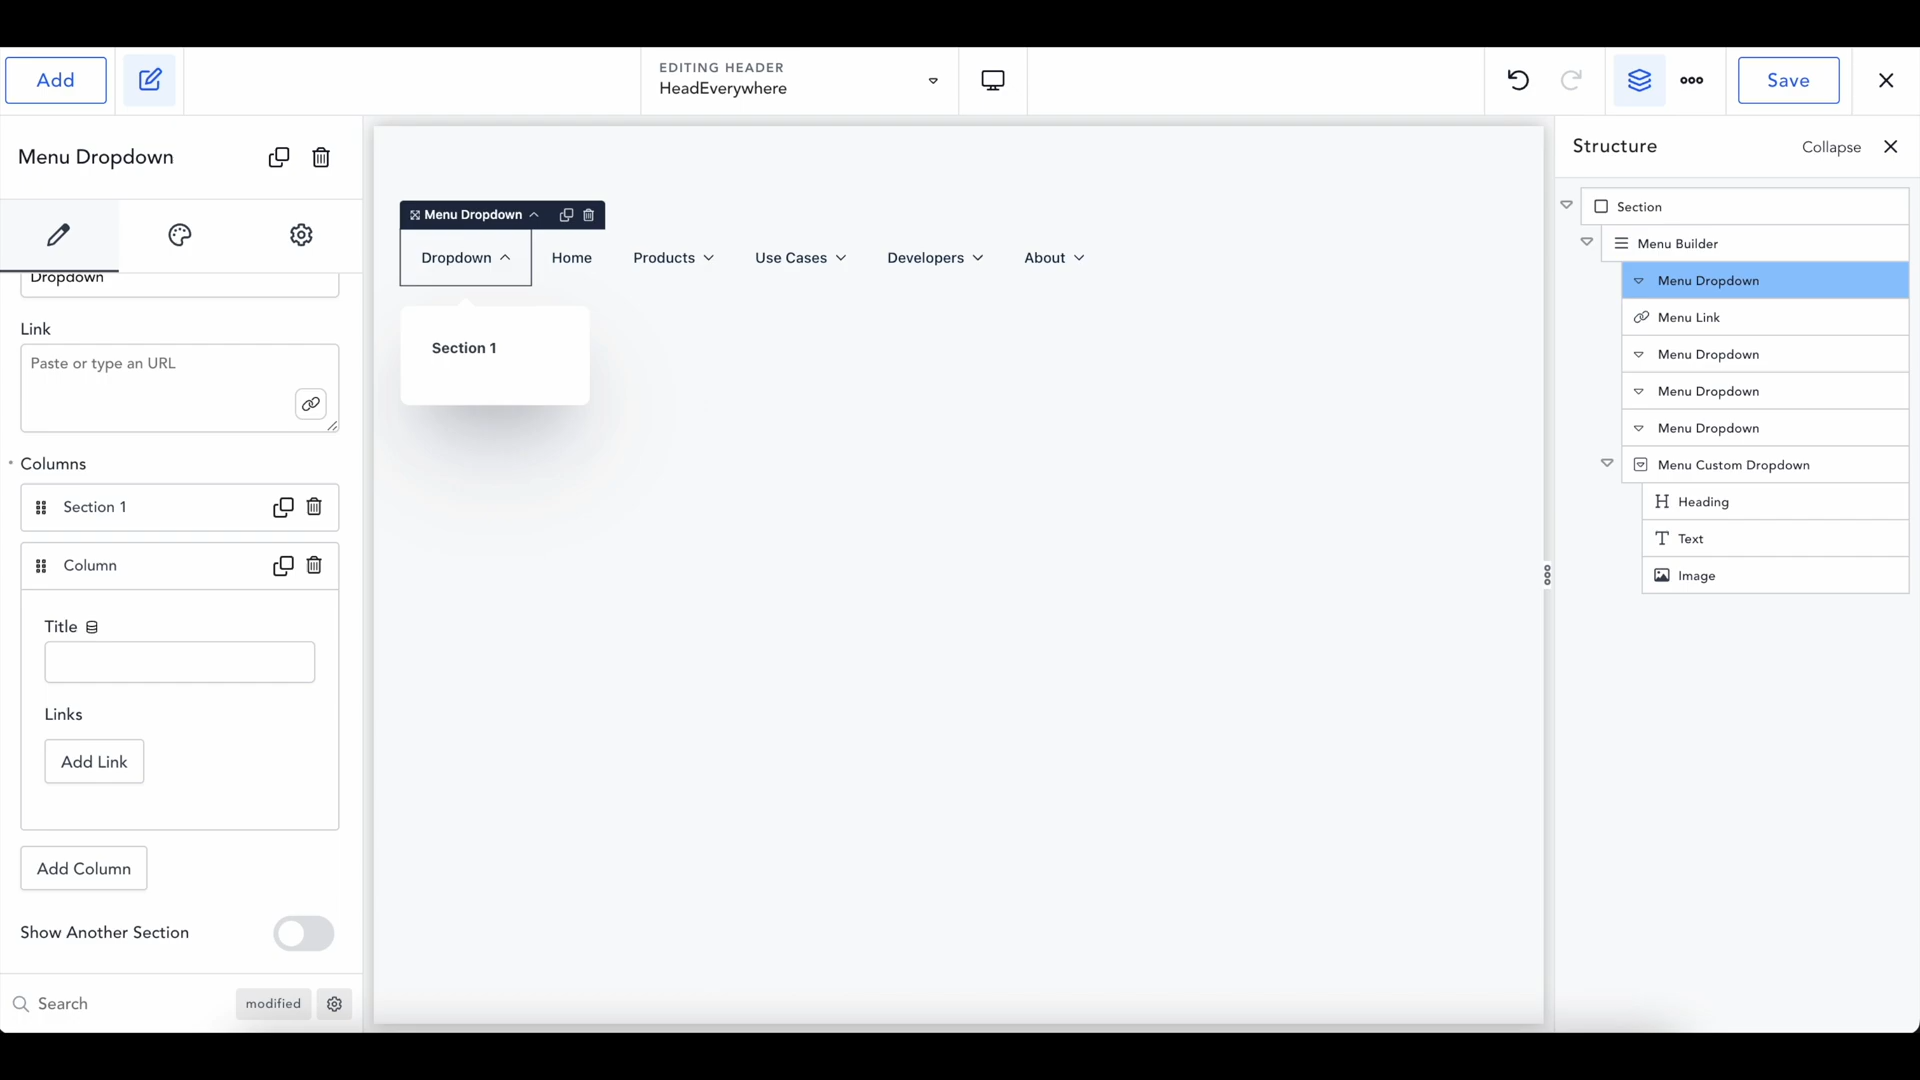 Add
EDITING HEADER
HeadEverywhere
Save
Menu Dropdown
Dropdown
Link
Paste or type an URL
Columns
Section 1
Column
Title
Links
Add Link
Add Column
Show Another Section
Search
modified
Menu Dropdown
Dropdown Home Products Use Cases Developers About
Section 1
Structure Collapse
Section
Menu Builder
Menu Dropdown
Menu Link
Menu Dropdown
Menu Dropdown
Menu Dropdown
Menu Custom Dropdown
Heading
Text
Image